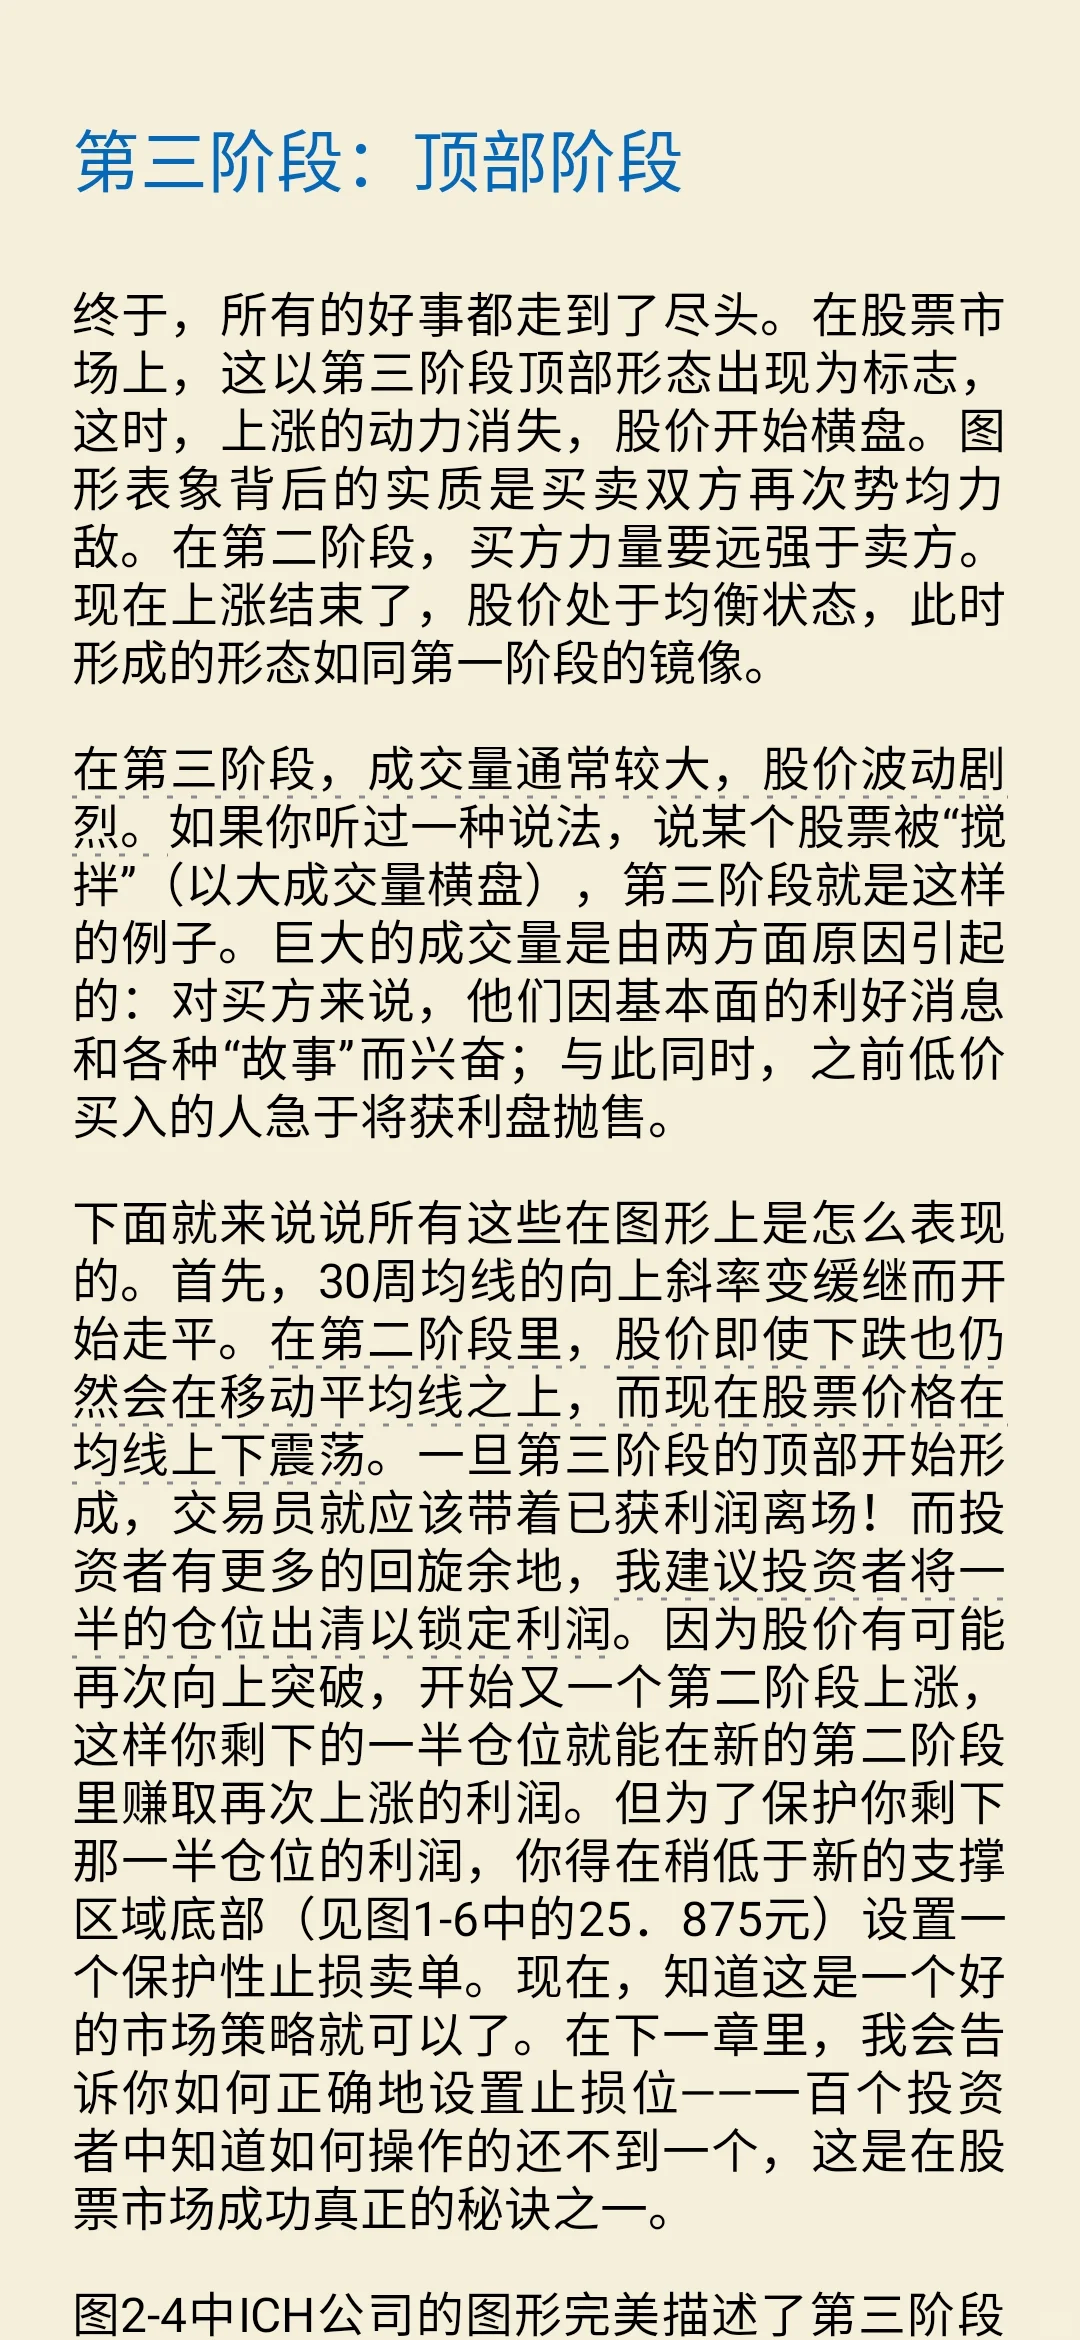 第三阶段：顶部阶段
终于，所有的好事都走到了尽头。在股票市
场上，这以第三阶段顶部形态出现为标志，
这时，上涨的动力消失，股价开始横盘。图
形表象背后的实质是买卖双方再次势均力
敌。在第二阶段，买方力量要远强于卖方。
现在上涨结束了，股价处于均衡状态，此时
形成的形态如同第一阶段的镜像。
在第三阶段，成交量通常较大，股价波动剧
烈。如果你听过一种说法，说某个股票被“搅
拌”（以大成交量横盘），第三阶段就是这样
的例子。巨大的成交量是由两方面原因引起
的：对买方来说，他们因基本面的利好消息
和各种“故事”而兴奋；与此同时，之前低价
买入的人急于将获利盘抛售。
下面就来说说所有这些在图形上是怎么表现
的。首先，30周均线的向上斜率变缓继而开
始走平。在第二阶段里，股价即使下跌也仍
然会在移动平均线之上，而现在股票价格在
均线上下震荡。一旦第三阶段的顶部开始形
成，交易员就应该带着已获利润离场！而投
资者有更多的回旋余地，我建议投资者将一
半的仓位出清以锁定利润。因为股价有可能
再次向上突破，开始又一个第二阶段上涨，
这样你剩下的一半仓位就能在新的第二阶段
里赚取再次上涨的利润。但为了保护你剩下
那一半仓位的利润，你得在稍低于新的支撑
区域底部（见图1-6中的25．875元）设置一
个保护性止损卖单。现在，知道这是一个好
的市场策略就可以了。在下一章里，我会告
诉你如何正确地设置止损位——一百个投资
者中知道如何操作的还不到一个，这是在股
票市场成功真正的秘诀之一。
图2-4中ICH公司的图形完美描述了第三阶段